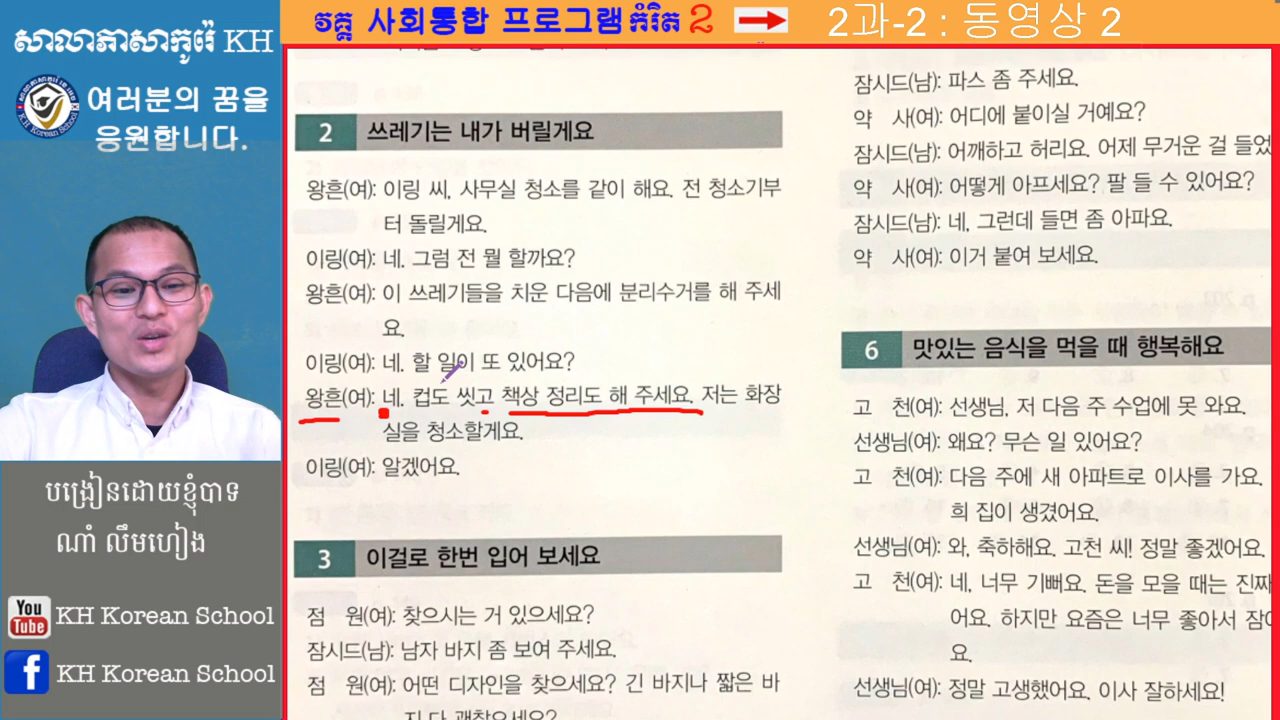 សាលាភាសាកូរ៉េ KH
여러분의 꿈을
응원합니다.
បង្រៀនដោយខ្ញុំបាទ
ណាំ លឹមហៀង
You Tube KH Korean School
f KH Korean School
វគ្គ 사회통합 프로그램 កំរិត 2
2과-2 : 동영상 2
2 쓰레기는 내가 버릴게요
왕흔(여): 이링 씨, 사무실 청소를 같이 해요. 전 청소기부
터 돌릴게요.
이링(여): 네. 그럼 전 뭘 할까요?
왕흔(여): 이 쓰레기들을 치운 다음에 분리수거를 해 주세
요.
이링(여): 네. 할 일이 또 있어요?
왕흔(여): 네. 컵도 씻고 책상 정리도 해 주세요. 저는 화장
실을 청소할게요.
이링(여): 알겠어요.
3 이걸로 한번 입어 보세요
점 원(여): 찾으시는 거 있으세요?
잠시드(남): 남자 바지 좀 보여 주세요.
점 원(여): 어떤 디자인을 찾으세요? 긴 바지나 짧은 바
잠시드(남): 파스 좀 주세요.
약 사(여): 어디에 붙이실 거예요?
잠시드(남): 어깨하고 허리요. 어제 무거운 걸 들었
약 사(여): 어떻게 아프세요? 팔 들 수 있어요?
잠시드(남): 네, 그런데 들면 좀 아파요.
약 사(여): 이거 붙여 보세요.
6 맛있는 음식을 먹을 때 행복해요
고 천(여): 선생님, 저 다음 주 수업에 못 와요.
선생님(여): 왜요? 무슨 일 있어요?
고 천(여): 다음 주에 새 아파트로 이사를 가요.
희 집이 생겼어요.
선생님(여): 와, 축하해요. 고천 씨! 정말 좋겠어요.
고 천(여): 네, 너무 기뻐요. 돈을 모을 때는 진짜
어요. 하지만 요즘은 너무 좋아서 잠
요.
선생님(여): 정말 고생했어요. 이사 잘하세요!